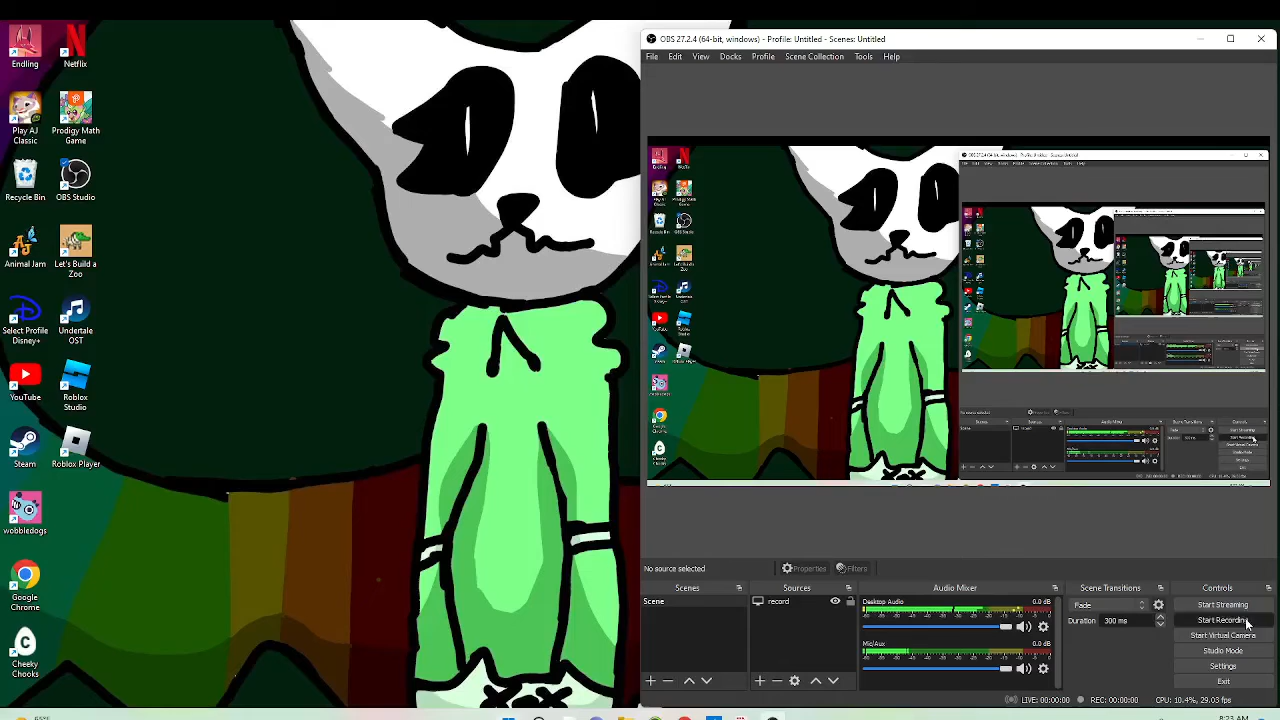 Endling
Netflix
Play AJ Classic
Prodigy Math Game
Recycle Bin
OBS Studio
Animal Jam
Let's Build a Zoo
Select Profile Disney+
Undertale OST
YouTube
Roblox Studio
Steam
Roblox Player
wobbledogs
Google Chrome
Cheeky Chooks
OBS 27.2.4 (64-bit, windows) - Profile: Untitled - Scenes: Untitled
File Edit View Docks Profile Scene Collection Tools Help
No source selected
Properties
Filters
Scenes
Sources
Audio Mixer
Scene Transitions
Controls
Scene
record
Desktop Audio 0.0 dB
Mic/Aux 0.0 dB
Fade
Duration 300 ms
Start Streaming
Start Recording
Start Virtual Camera
Studio Mode
Settings
Exit
LIVE: 00:00:00
REC: 00:00:00
CPU: 10.4%, 29.03 fps
8:23 AM